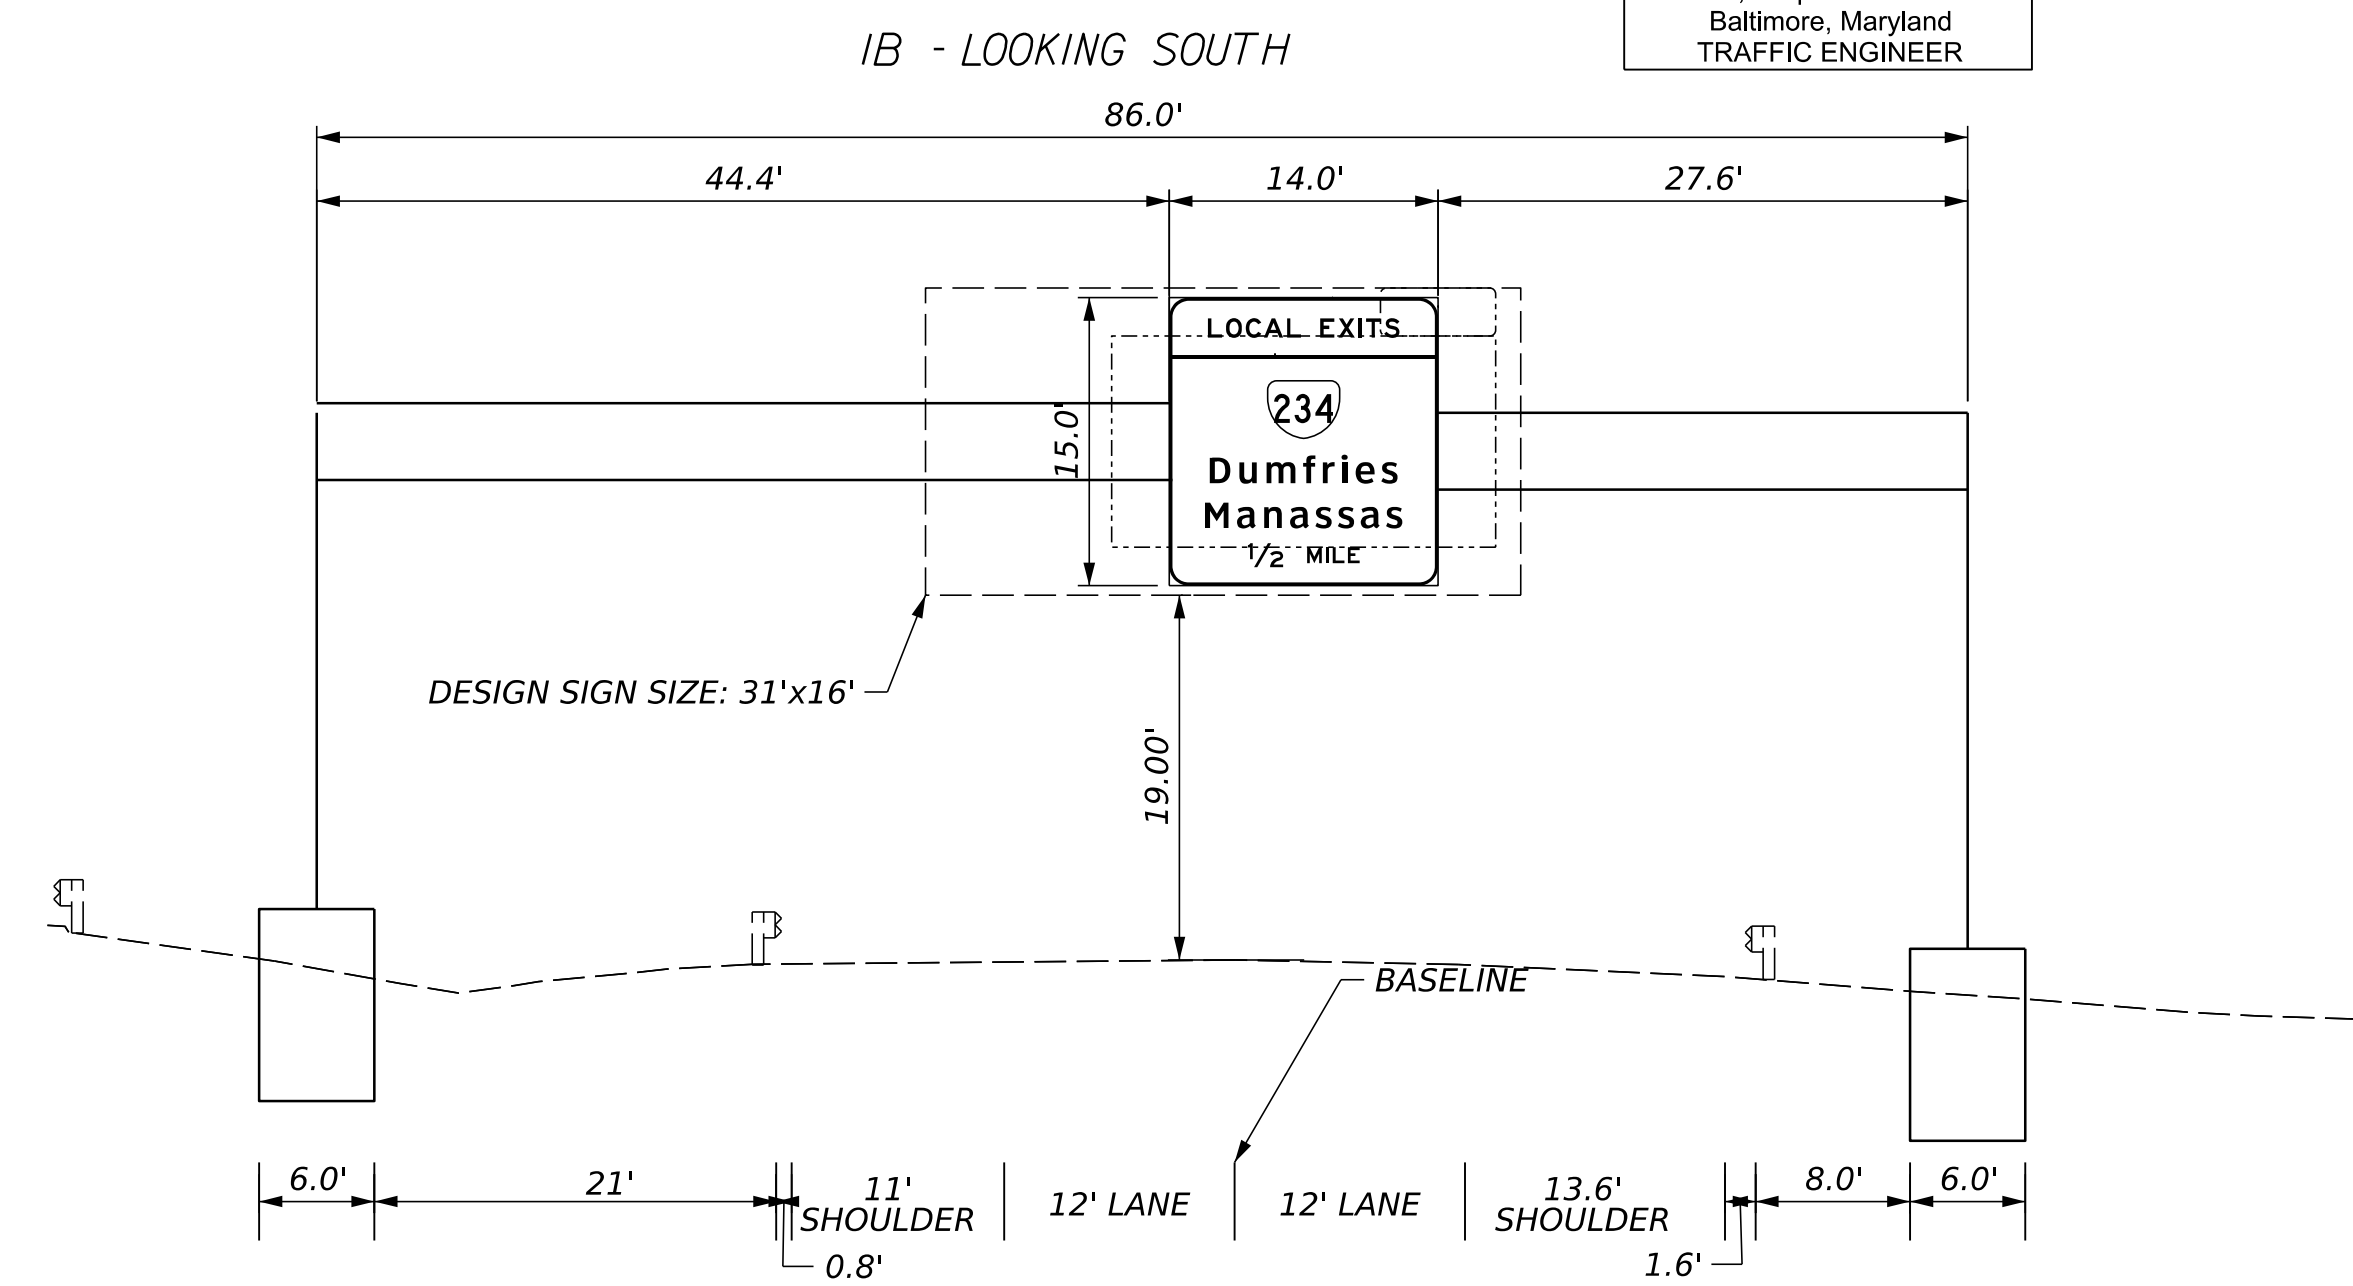 Baltimore, Maryland
TRAFFIC ENGINEER
IB - LOOKING SOUTH
86.0'
44.4'
14.0'
27.6'
LOCAL EXITS
234
15.0'
Dumfries
Manassas
1/2 MILE
DESIGN SIGN SIZE: 31'x16'
19.00'
BASELINE
6.0'
21'
11'
SHOULDER
12' LANE
12' LANE
13.6'
SHOULDER
8.0'
6.0'
0.8'
1.6'